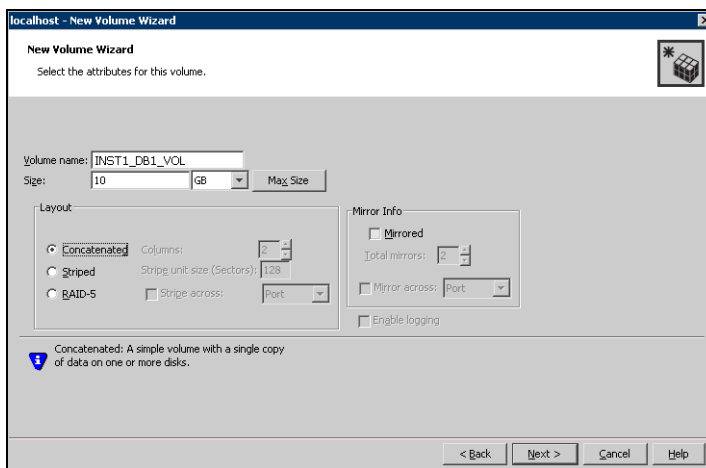 localhost - New Volume Wizard
New Volume Wizard
Select the attributes for this volume.
Volume name: INST1_DB1_VOL
Size: 10 GB Max Size
Layout
Concatenated Columns: 2
Striped Stripe unit size (Sectors): 128
RAID-5 Stripe across: Port
Mirror Info
Mirrored
Total mirrors: 2
Mirror across: Port
Enable logging
Concatenated: A simple volume with a single copy
of data on one or more disks.
< Back Next > Cancel Help